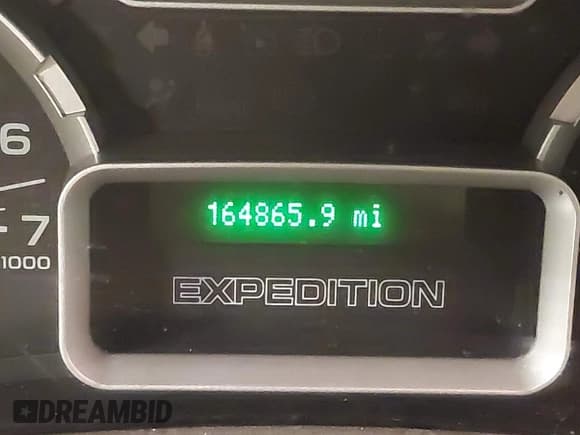 6
7
1000
164865.9 mi
EXPEDITION
DREAMBID